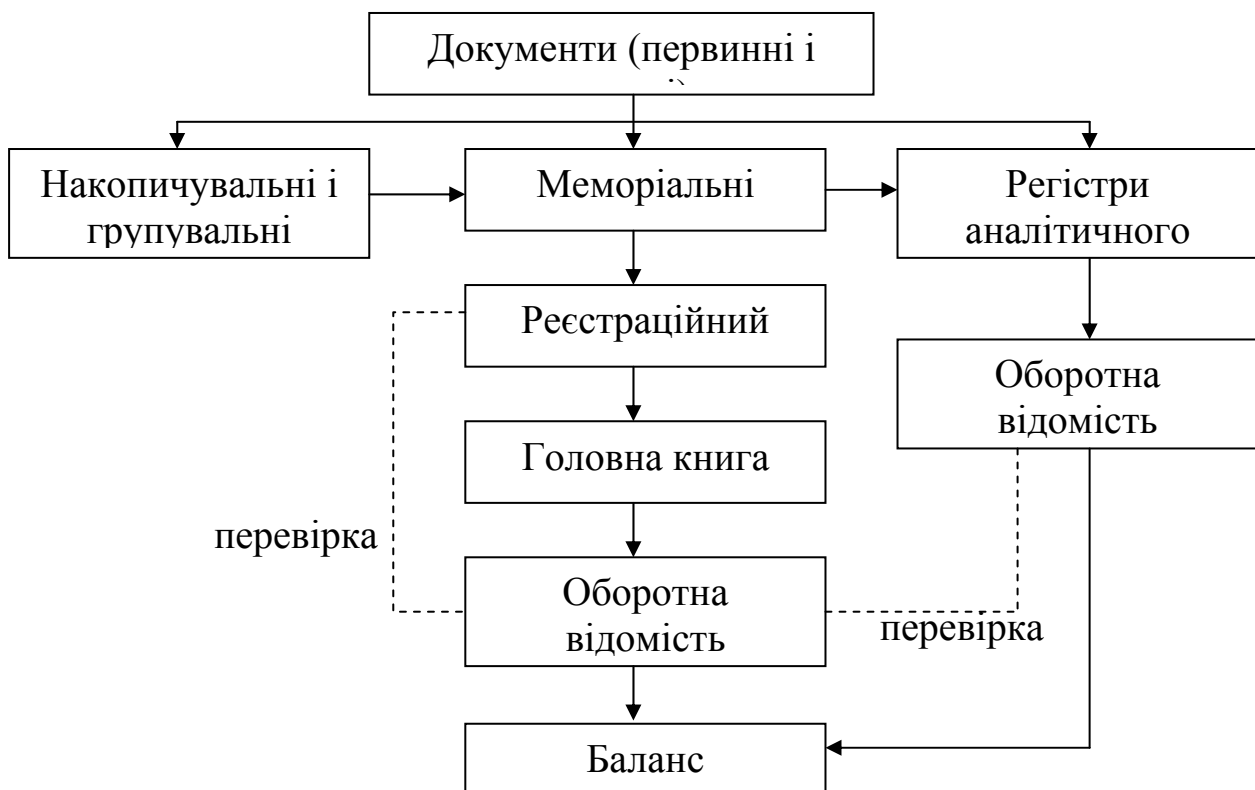 Документи (первинні і
Накопичувальні і
групувальні
Меморіальні
Регістри
аналітичного
Реєстраційний
Оборотна
відомість
Головна книга
перевірка
Оборотна
відомість
перевірка
Баланс